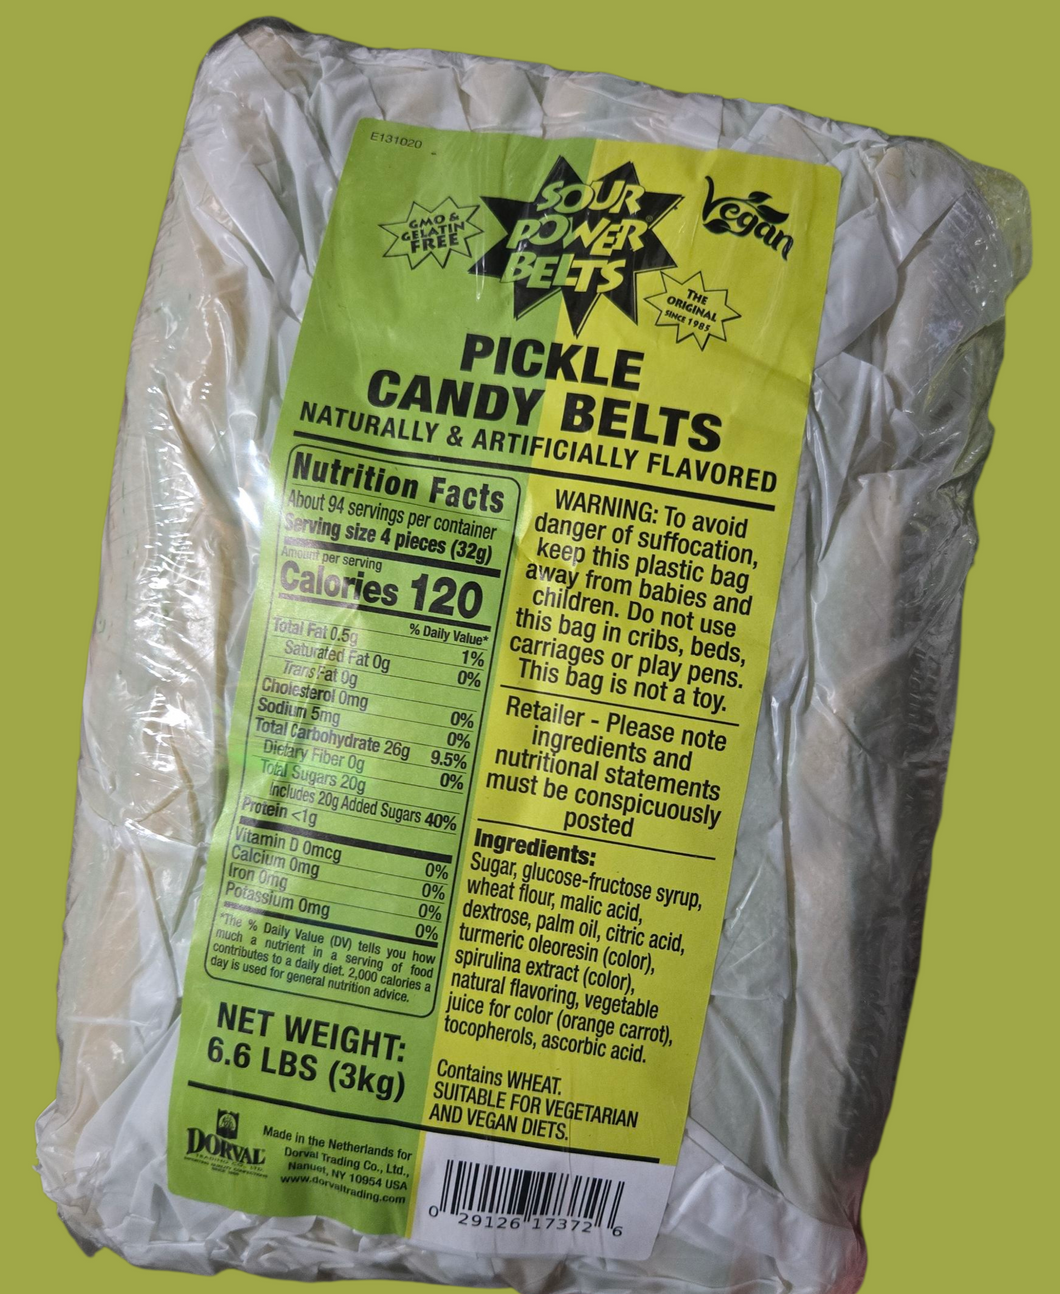 E131020
GMO &
GELATIN
FREE
SOUR
POWER®
BELTS
Vegan
THE
ORIGINAL
SINCE 1985
PICKLE
CANDY BELTS
NATURALLY & ARTIFICIALLY FLAVORED
Nutrition Facts
About 94 servings per container
Serving size 4 pieces (32g)
Amount per serving
Calories 120
% Daily Value*
Total Fat 0.5g 1%
Saturated Fat 0g 0%
Trans Fat 0g
Cholesterol 0mg 0%
Sodium 5mg 0%
Total Carbohydrate 26g 9.5%
Dietary Fiber 0g 0%
Total Sugars 20g
Includes 20g Added Sugars 40%
Protein <1g
Vitamin D 0mcg 0%
Calcium 0mg 0%
Iron 0mg 0%
Potassium 0mg 0%
*The % Daily Value (DV) tells you how
much a nutrient in a serving of food
contributes to a daily diet. 2,000 calories a
day is used for general nutrition advice.
NET WEIGHT:
6.6 LBS (3kg)
WARNING: To avoid
danger of suffocation,
keep this plastic bag
away from babies and
children. Do not use
this bag in cribs, beds,
carriages or play pens.
This bag is not a toy.
Retailer - Please note
ingredients and
nutritional statements
must be conspicuously
posted
Ingredients:
Sugar, glucose-fructose syrup,
wheat flour, malic acid,
dextrose, palm oil, citric acid,
turmeric oleoresin (color),
spirulina extract (color),
natural flavoring, vegetable
juice for color (orange carrot),
tocopherols, ascorbic acid.
Contains WHEAT.
SUITABLE FOR VEGETARIAN
AND VEGAN DIETS.
DORVAL
TRADING CO., LTD.
Made in the Netherlands for
Dorval Trading Co., Ltd.,
Nanuet, NY 10954 USA
www.dorvaltrading.com
0 29126 17372 6